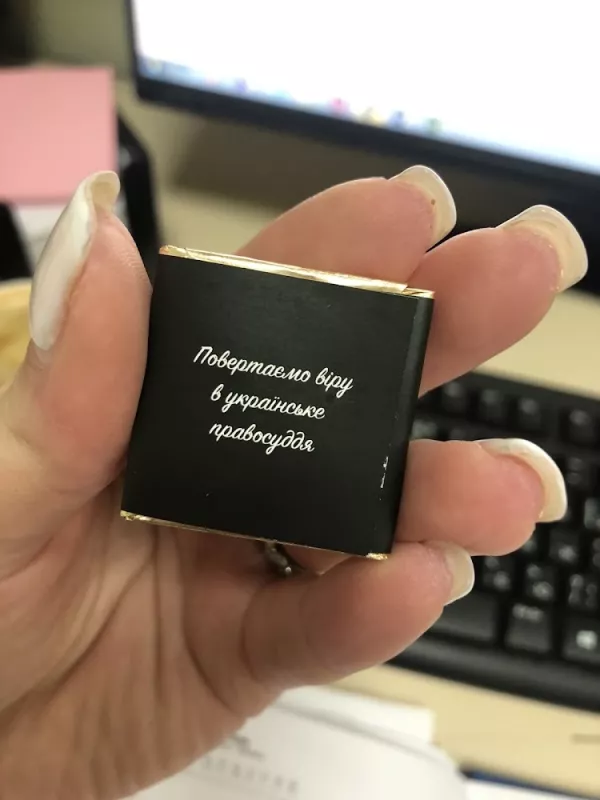 Повертаємо віру
в українське
правосуддя